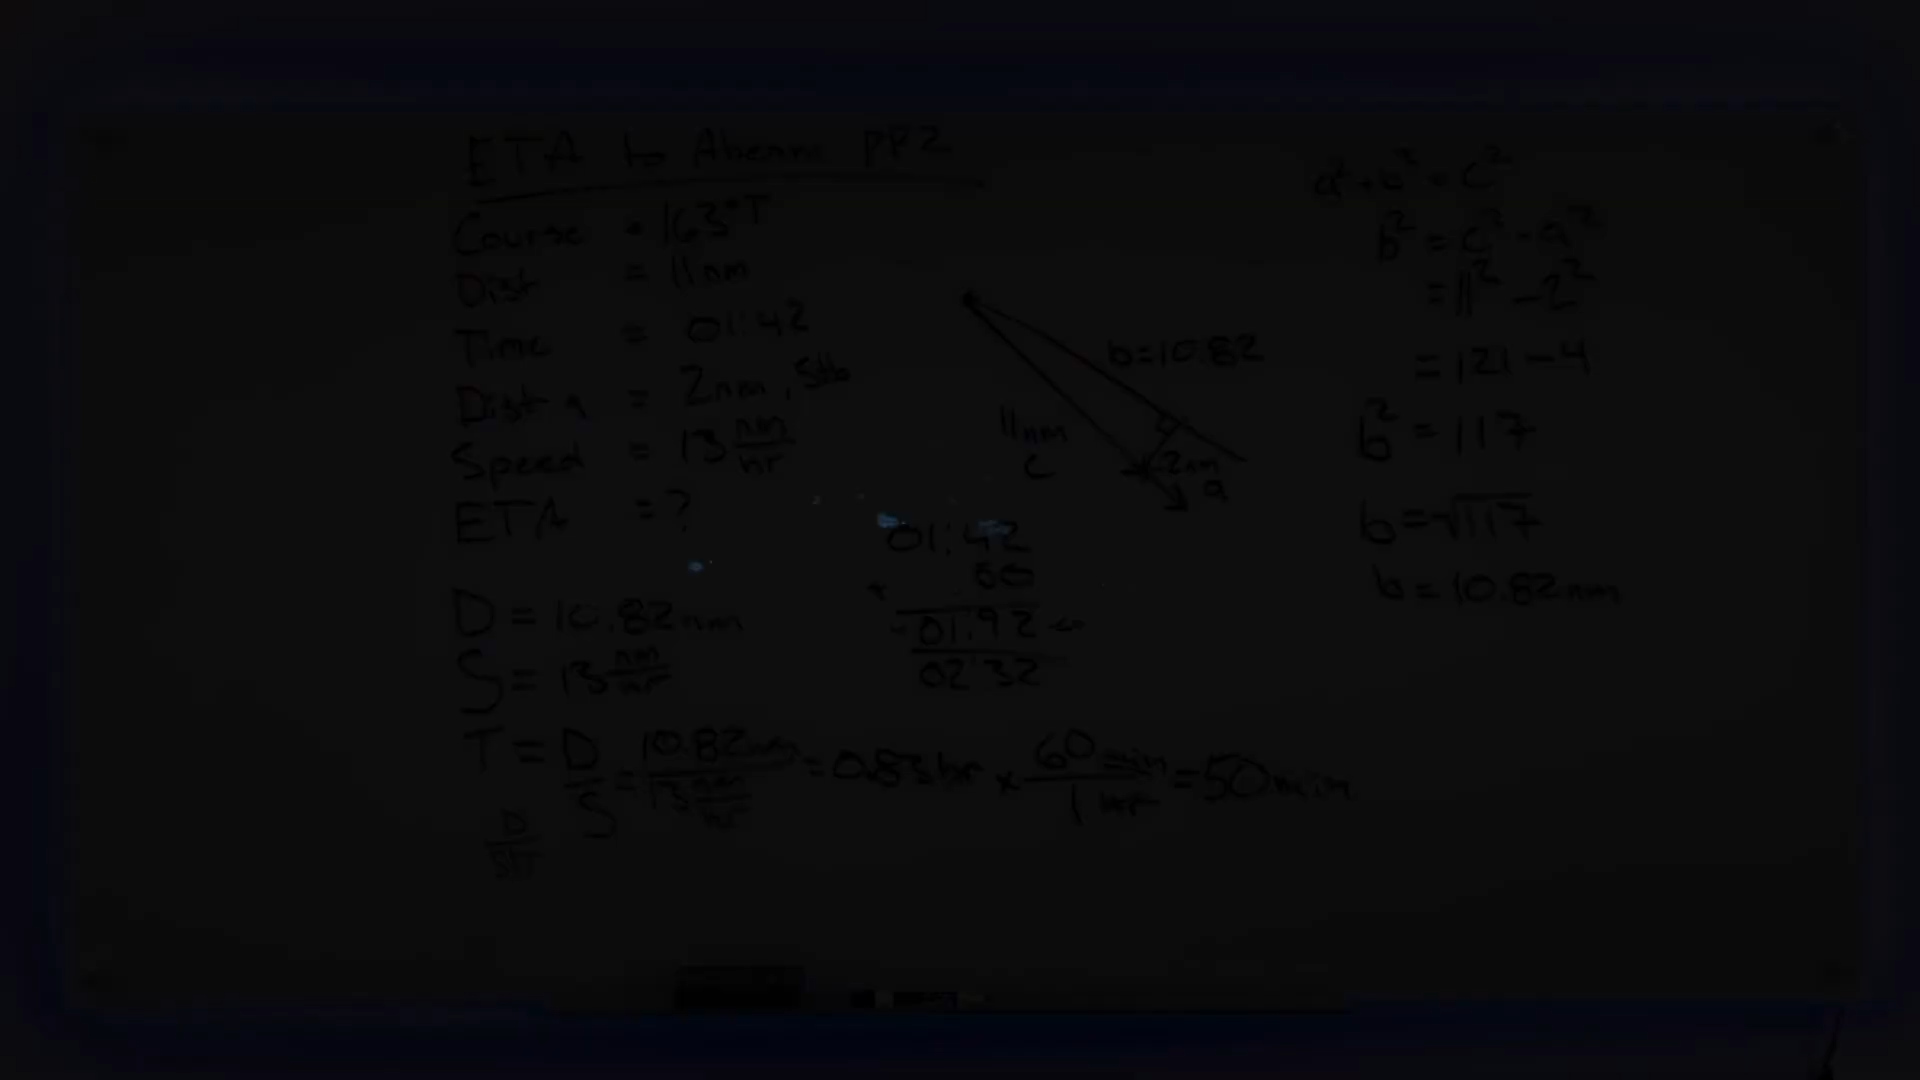 ETA to Abeam PP2
Course = 163°T
Dist = 11nm
Time = 01:42
Dist = 2nm, Stb
Speed = 13 nm/hr
ETA = ?
D = 10.82nm
S = 13 nm/hr
T = D/S = 10.82nm / 13 nm/hr = 0.83hr × 60 min / 1 hr = 50min
D
ST
b=10.82
11nm
c
2nm
a
01:42
+ 50
01:92
02:32
a² + b² = c²
b² = c² - a²
= 11² - 2²
= 121 - 4
b² = 117
b = √117
b = 10.82nm